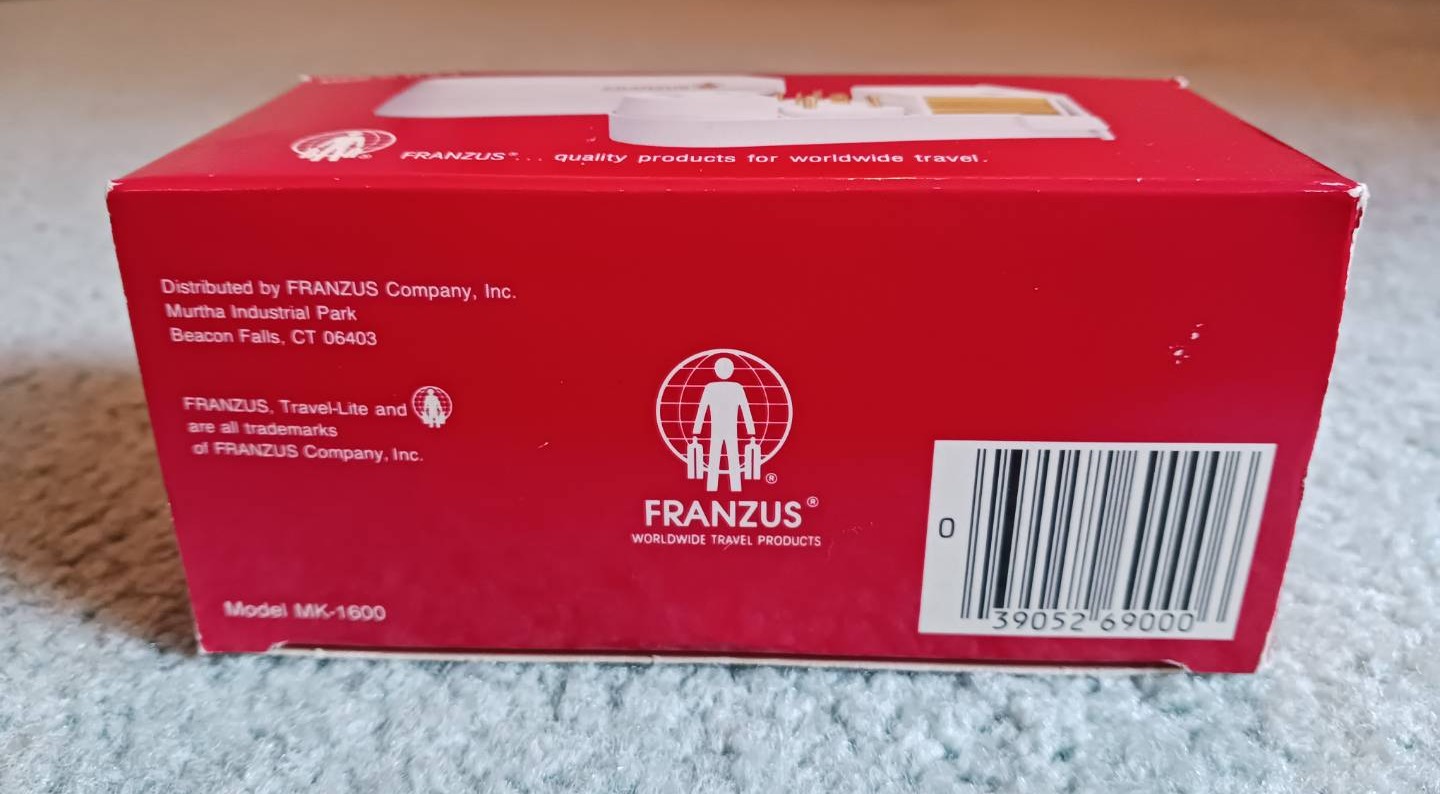 FRANZUS
FRANZUS® . . . quality products for worldwide travel.
Distributed by FRANZUS Company, Inc.
Murtha Industrial Park
Beacon Falls, CT 06403
FRANZUS, Travel-Lite and
are all trademarks
of FRANZUS Company, Inc.
®
FRANZUS®
WORLDWIDE TRAVEL PRODUCTS
Model MK-1600
0 39052 69000